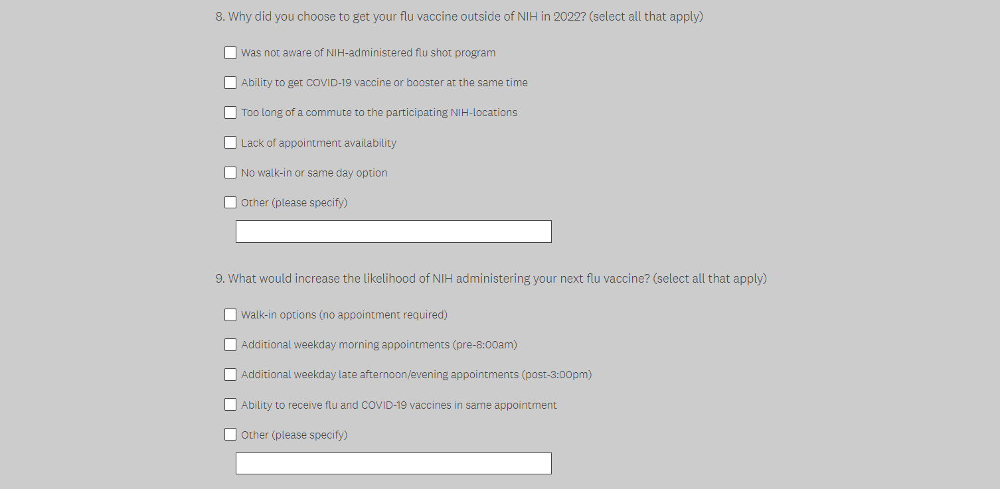 8. Why did you choose to get your flu vaccine outside of NIH in 2022? (select all that apply)
Was not aware of NIH-administered flu shot program
Ability to get COVID-19 vaccine or booster at the same time
Too long of a commute to the participating NIH-locations
Lack of appointment availability
No walk-in or same day option
Other (please specify)
9. What would increase the likelihood of NIH administering your next flu vaccine? (select all that apply)
Walk-in options (no appointment required)
Additional weekday morning appointments (pre-8:00am)
Additional weekday late afternoon/evening appointments (post-3:00pm)
Ability to receive flu and COVID-19 vaccines in same appointment
Other (please specify)